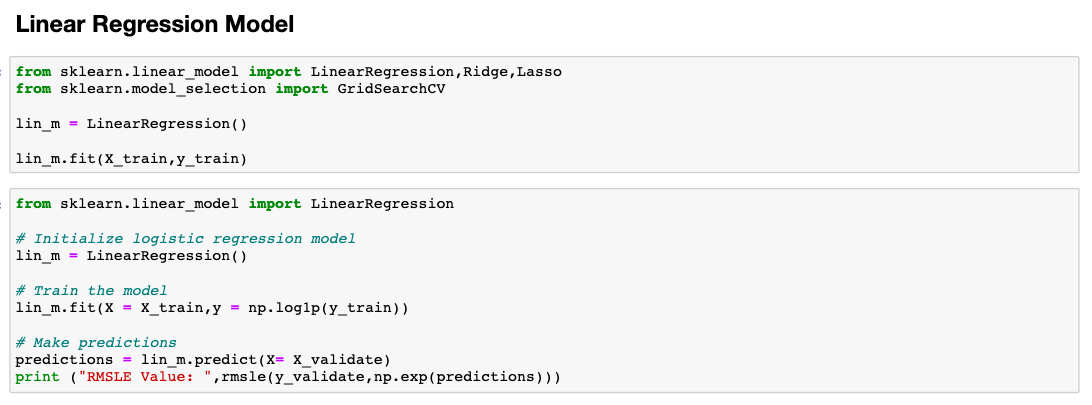 Linear Regression Model
from sklearn.linear_model import LinearRegression,Ridge,Lasso
from sklearn.model_selection import GridSearchCV
lin_m = LinearRegression()
lin_m.fit(X_train,y_train)
from sklearn.linear_model import LinearRegression
# Initialize logistic regression model
lin_m = LinearRegression()
# Train the model
lin_m.fit(X = X_train,y = np.log1p(y_train))
# Make predictions
predictions = lin_m.predict(X= X_validate)
print ("RMSLE Value: ",rmsle(y_validate,np.exp(predictions)))